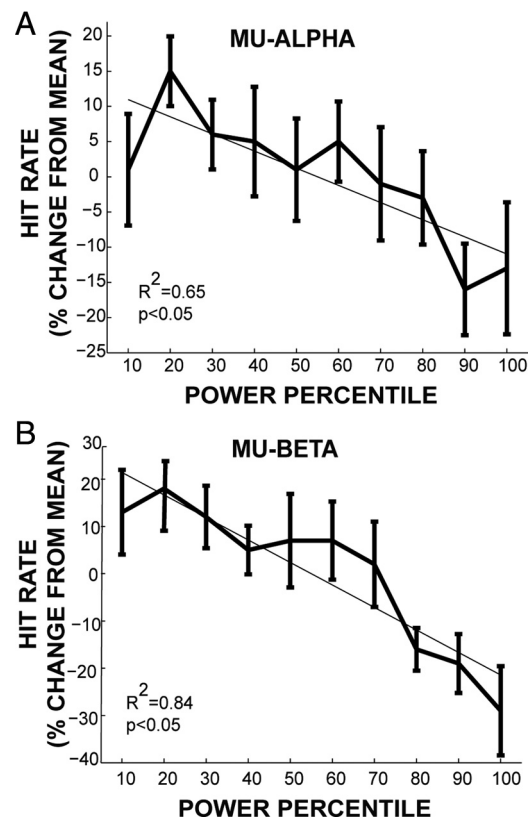 A
MU-ALPHA
20
15
10
5
0
−5
−10
−15
−20
−25
HIT RATE
(% CHANGE FROM MEAN)
R²=0.65
p<0.05
10 20 30 40 50 60 70 80 90 100
POWER PERCENTILE
B
MU-BETA
30
20
10
0
−10
−20
−30
−40
HIT RATE
(% CHANGE FROM MEAN)
R²=0.84
p<0.05
10 20 30 40 50 60 70 80 90 100
POWER PERCENTILE